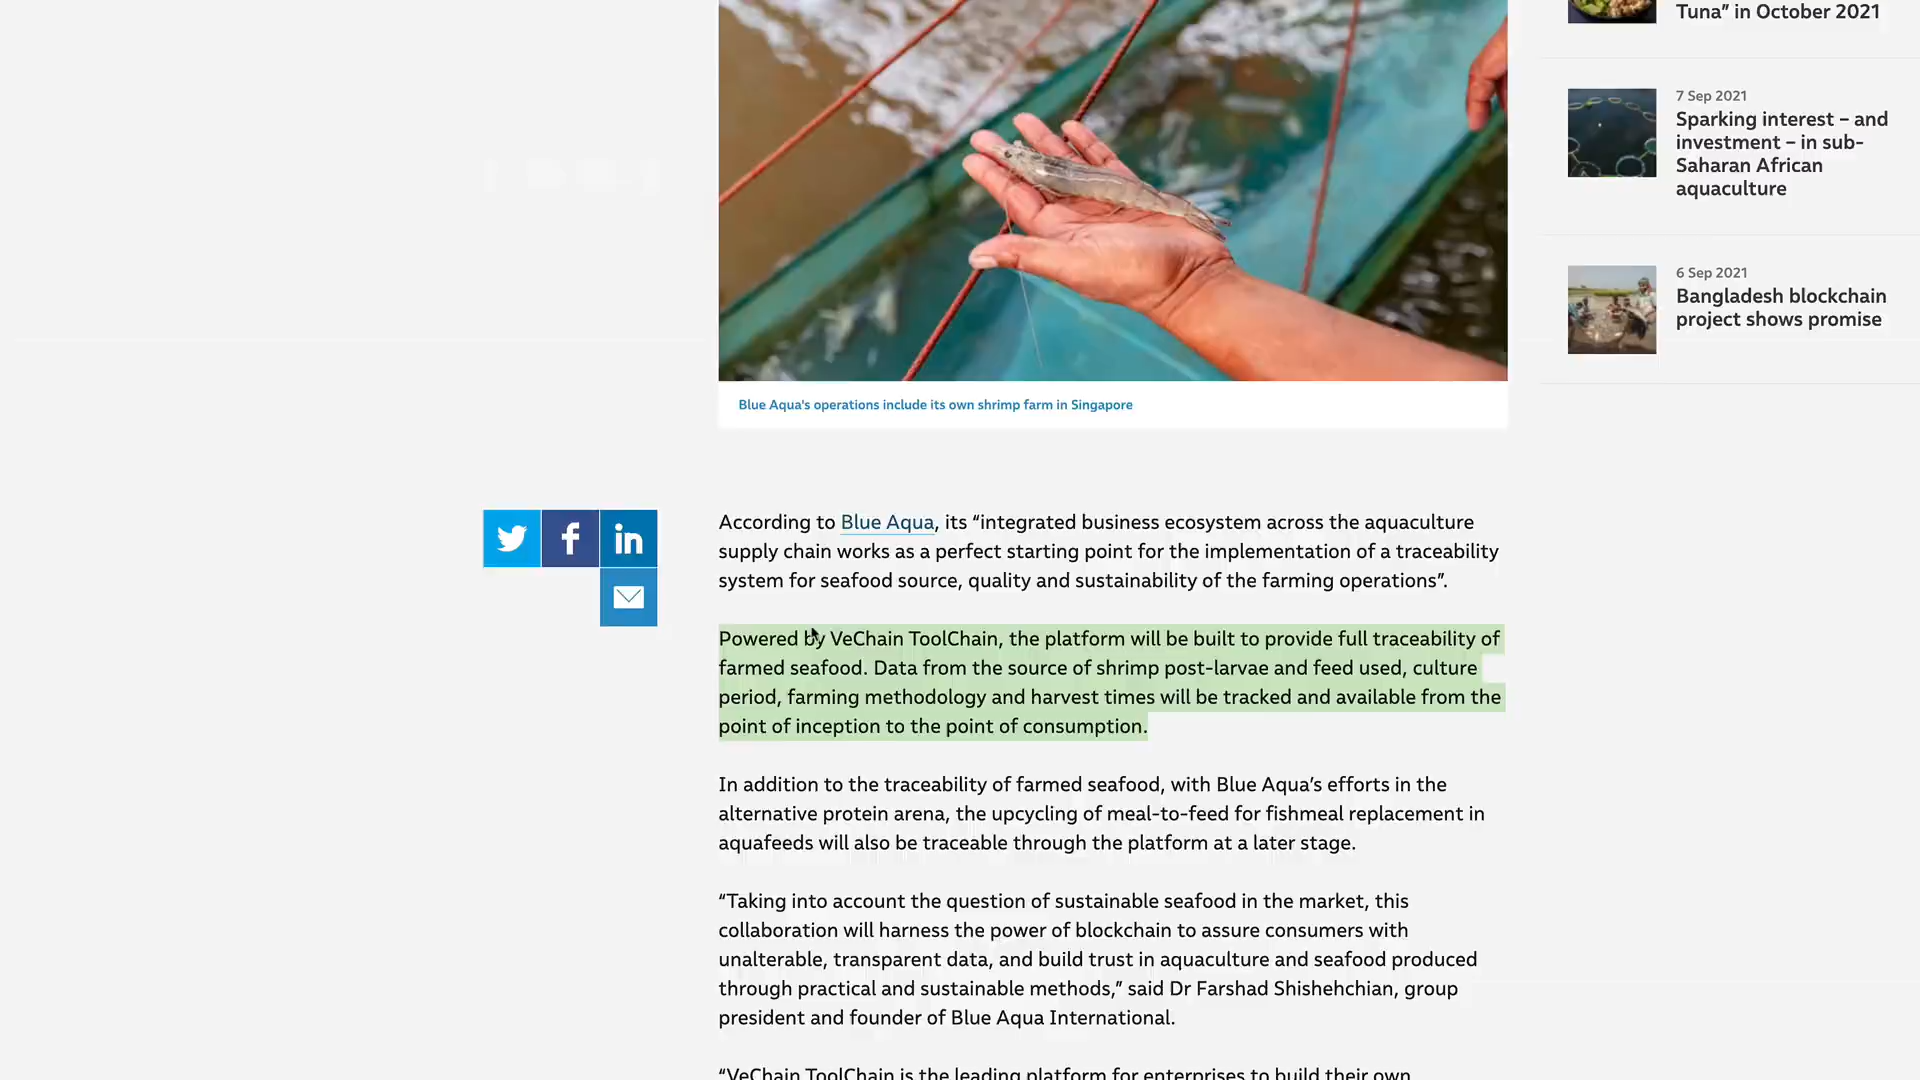 Tuna” in October 2021
7 Sep 2021
Sparking interest – and
investment – in sub-
Saharan African
aquaculture
6 Sep 2021
Bangladesh blockchain
project shows promise
Blue Aqua's operations include its own shrimp farm in Singapore
According to Blue Aqua, its “integrated business ecosystem across the aquaculture
supply chain works as a perfect starting point for the implementation of a traceability
system for seafood source, quality and sustainability of the farming operations”.
Powered by VeChain ToolChain, the platform will be built to provide full traceability of
farmed seafood. Data from the source of shrimp post-larvae and feed used, culture
period, farming methodology and harvest times will be tracked and available from the
point of inception to the point of consumption.
In addition to the traceability of farmed seafood, with Blue Aqua’s efforts in the
alternative protein arena, the upcycling of meal-to-feed for fishmeal replacement in
aquafeeds will also be traceable through the platform at a later stage.
“Taking into account the question of sustainable seafood in the market, this
collaboration will harness the power of blockchain to assure consumers with
unalterable, transparent data, and build trust in aquaculture and seafood produced
through practical and sustainable methods,” said Dr Farshad Shishehchian, group
president and founder of Blue Aqua International.
“VeChain ToolChain is the leading platform for enterprises to build their own